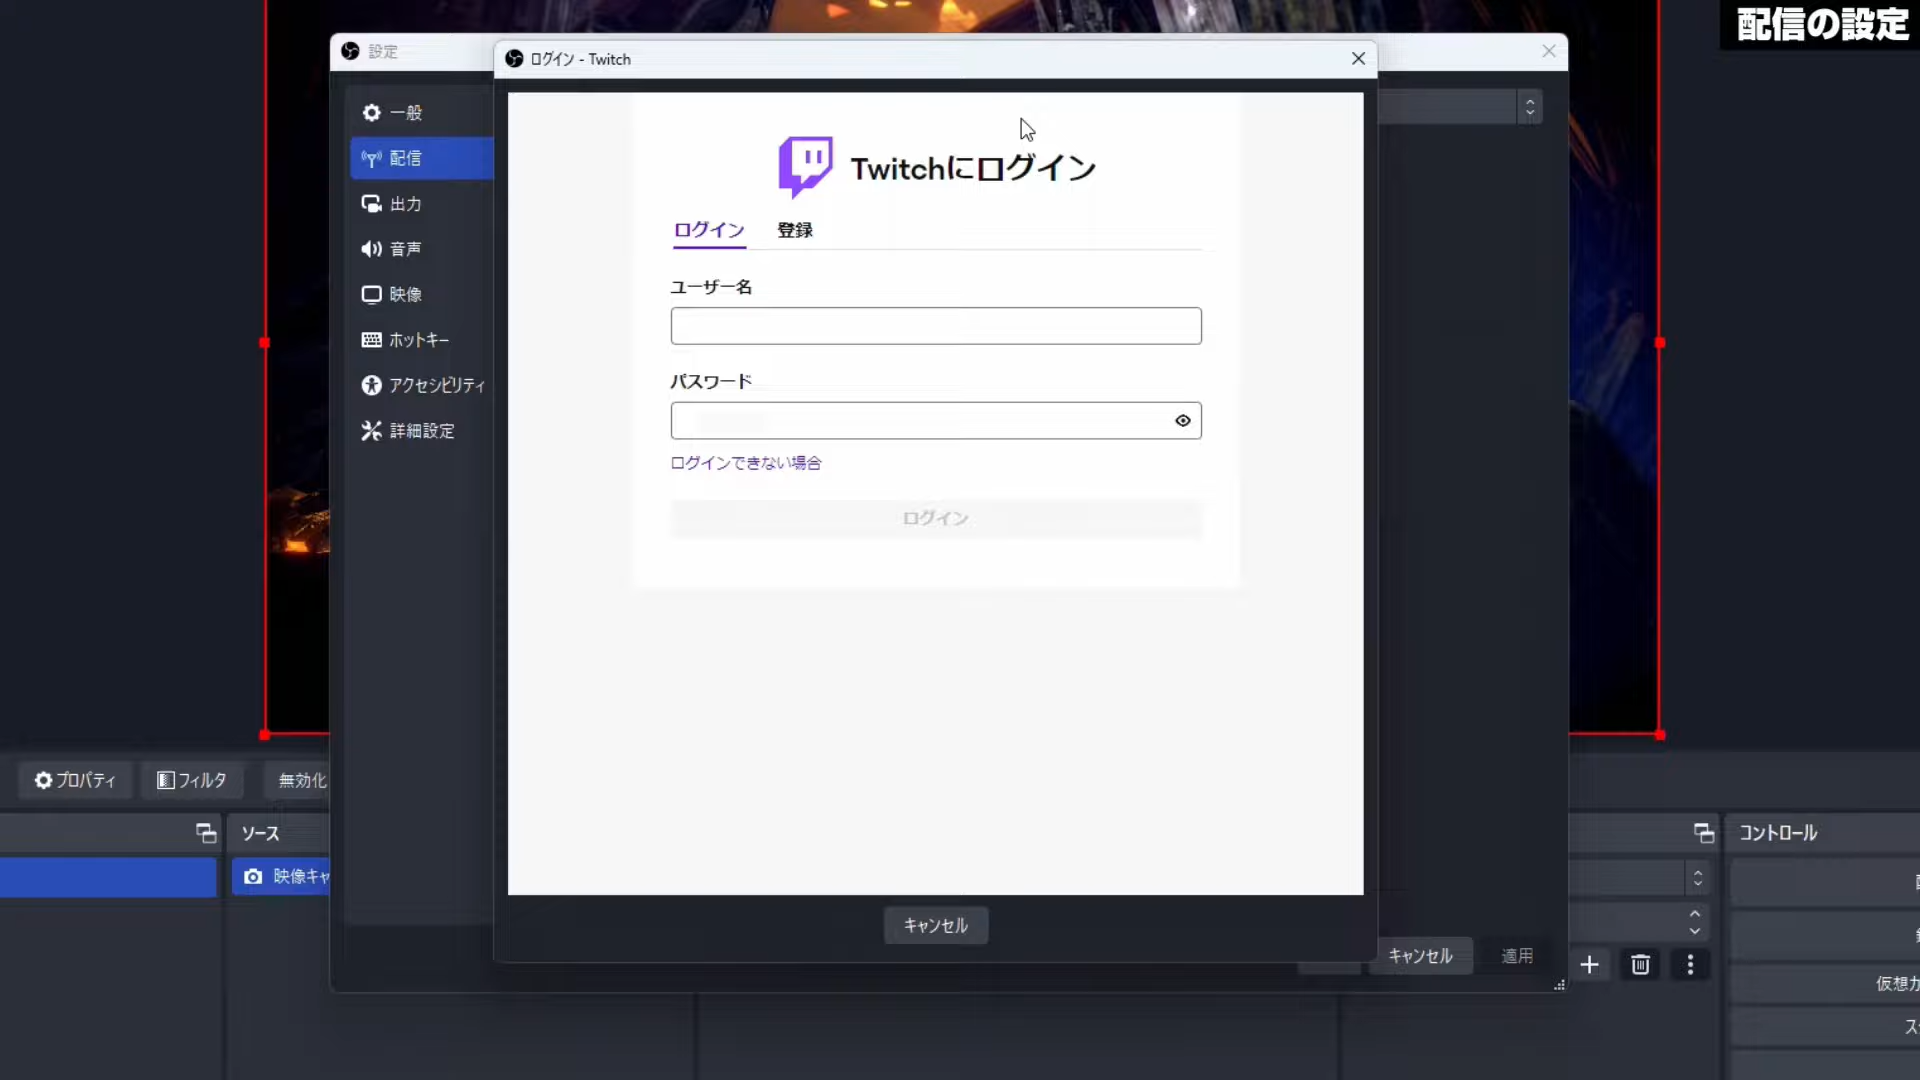 配信の設定
設定
ログイン - Twitch
一般
配信
出力
音声
映像
ホットキー
アクセシビリティ
詳細設定
Twitchにログイン
ログイン 登録
ユーザー名
パスワード
ログインできない場合
ログイン
キャンセル
キャンセル 適用
プロパティ フィルタ 無効化
ソース
映像キャ
コントロール
仮想カ